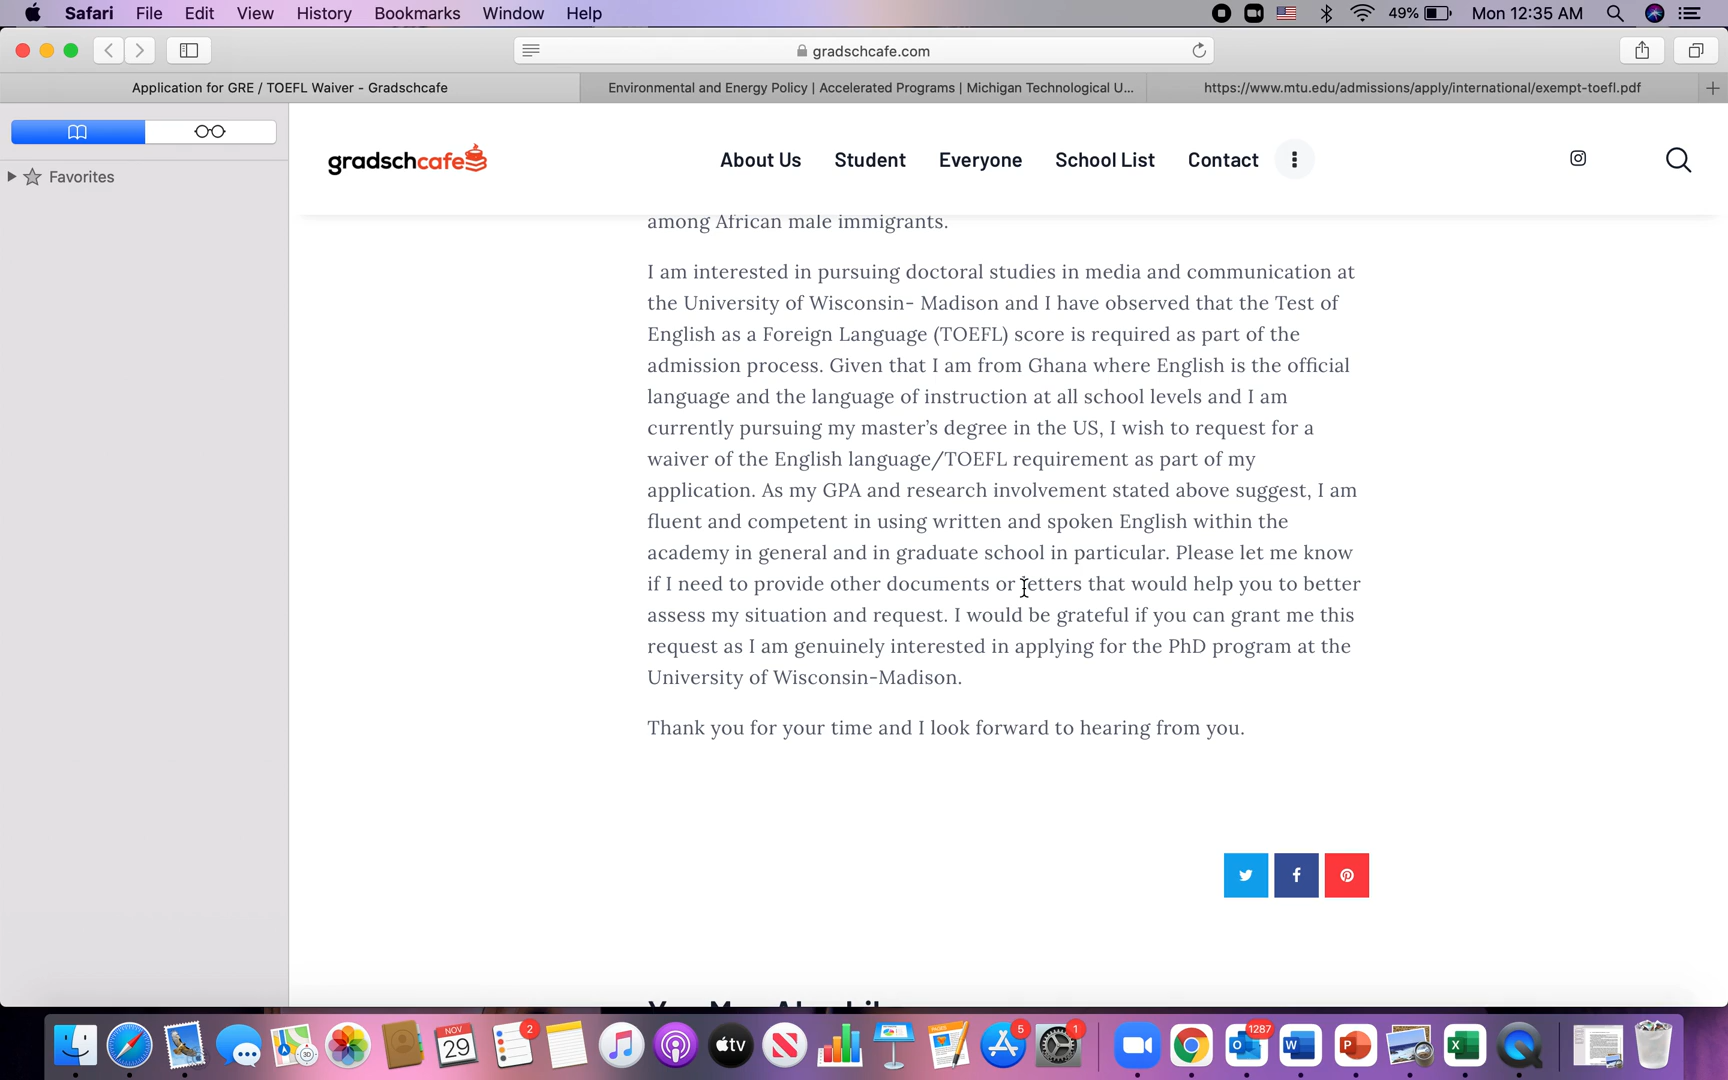 Safari File Edit View History Bookmarks Window Help 49% Mon 12:35 AM
gradschcafe.com
Application for GRE / TOEFL Waiver - Gradschcafe
Environmental and Energy Policy | Accelerated Programs | Michigan Technological U...
https://www.mtu.edu/admissions/apply/international/exempt-toefl.pdf
Favorites
gradschcafe
About Us Student Everyone School List Contact
among African male immigrants.
I am interested in pursuing doctoral studies in media and communication at
the University of Wisconsin- Madison and I have observed that the Test of
English as a Foreign Language (TOEFL) score is required as part of the
admission process. Given that I am from Ghana where English is the official
language and the language of instruction at all school levels and I am
currently pursuing my master’s degree in the US, I wish to request for a
waiver of the English language/TOEFL requirement as part of my
application. As my GPA and research involvement stated above suggest, I am
fluent and competent in using written and spoken English within the
academy in general and in graduate school in particular. Please let me know
if I need to provide other documents or letters that would help you to better
assess my situation and request. I would be grateful if you can grant me this
request as I am genuinely interested in applying for the PhD program at the
University of Wisconsin-Madison.
Thank you for your time and I look forward to hearing from you.
NOV
29
2
tv
5
1
1287
W
P
X
3D